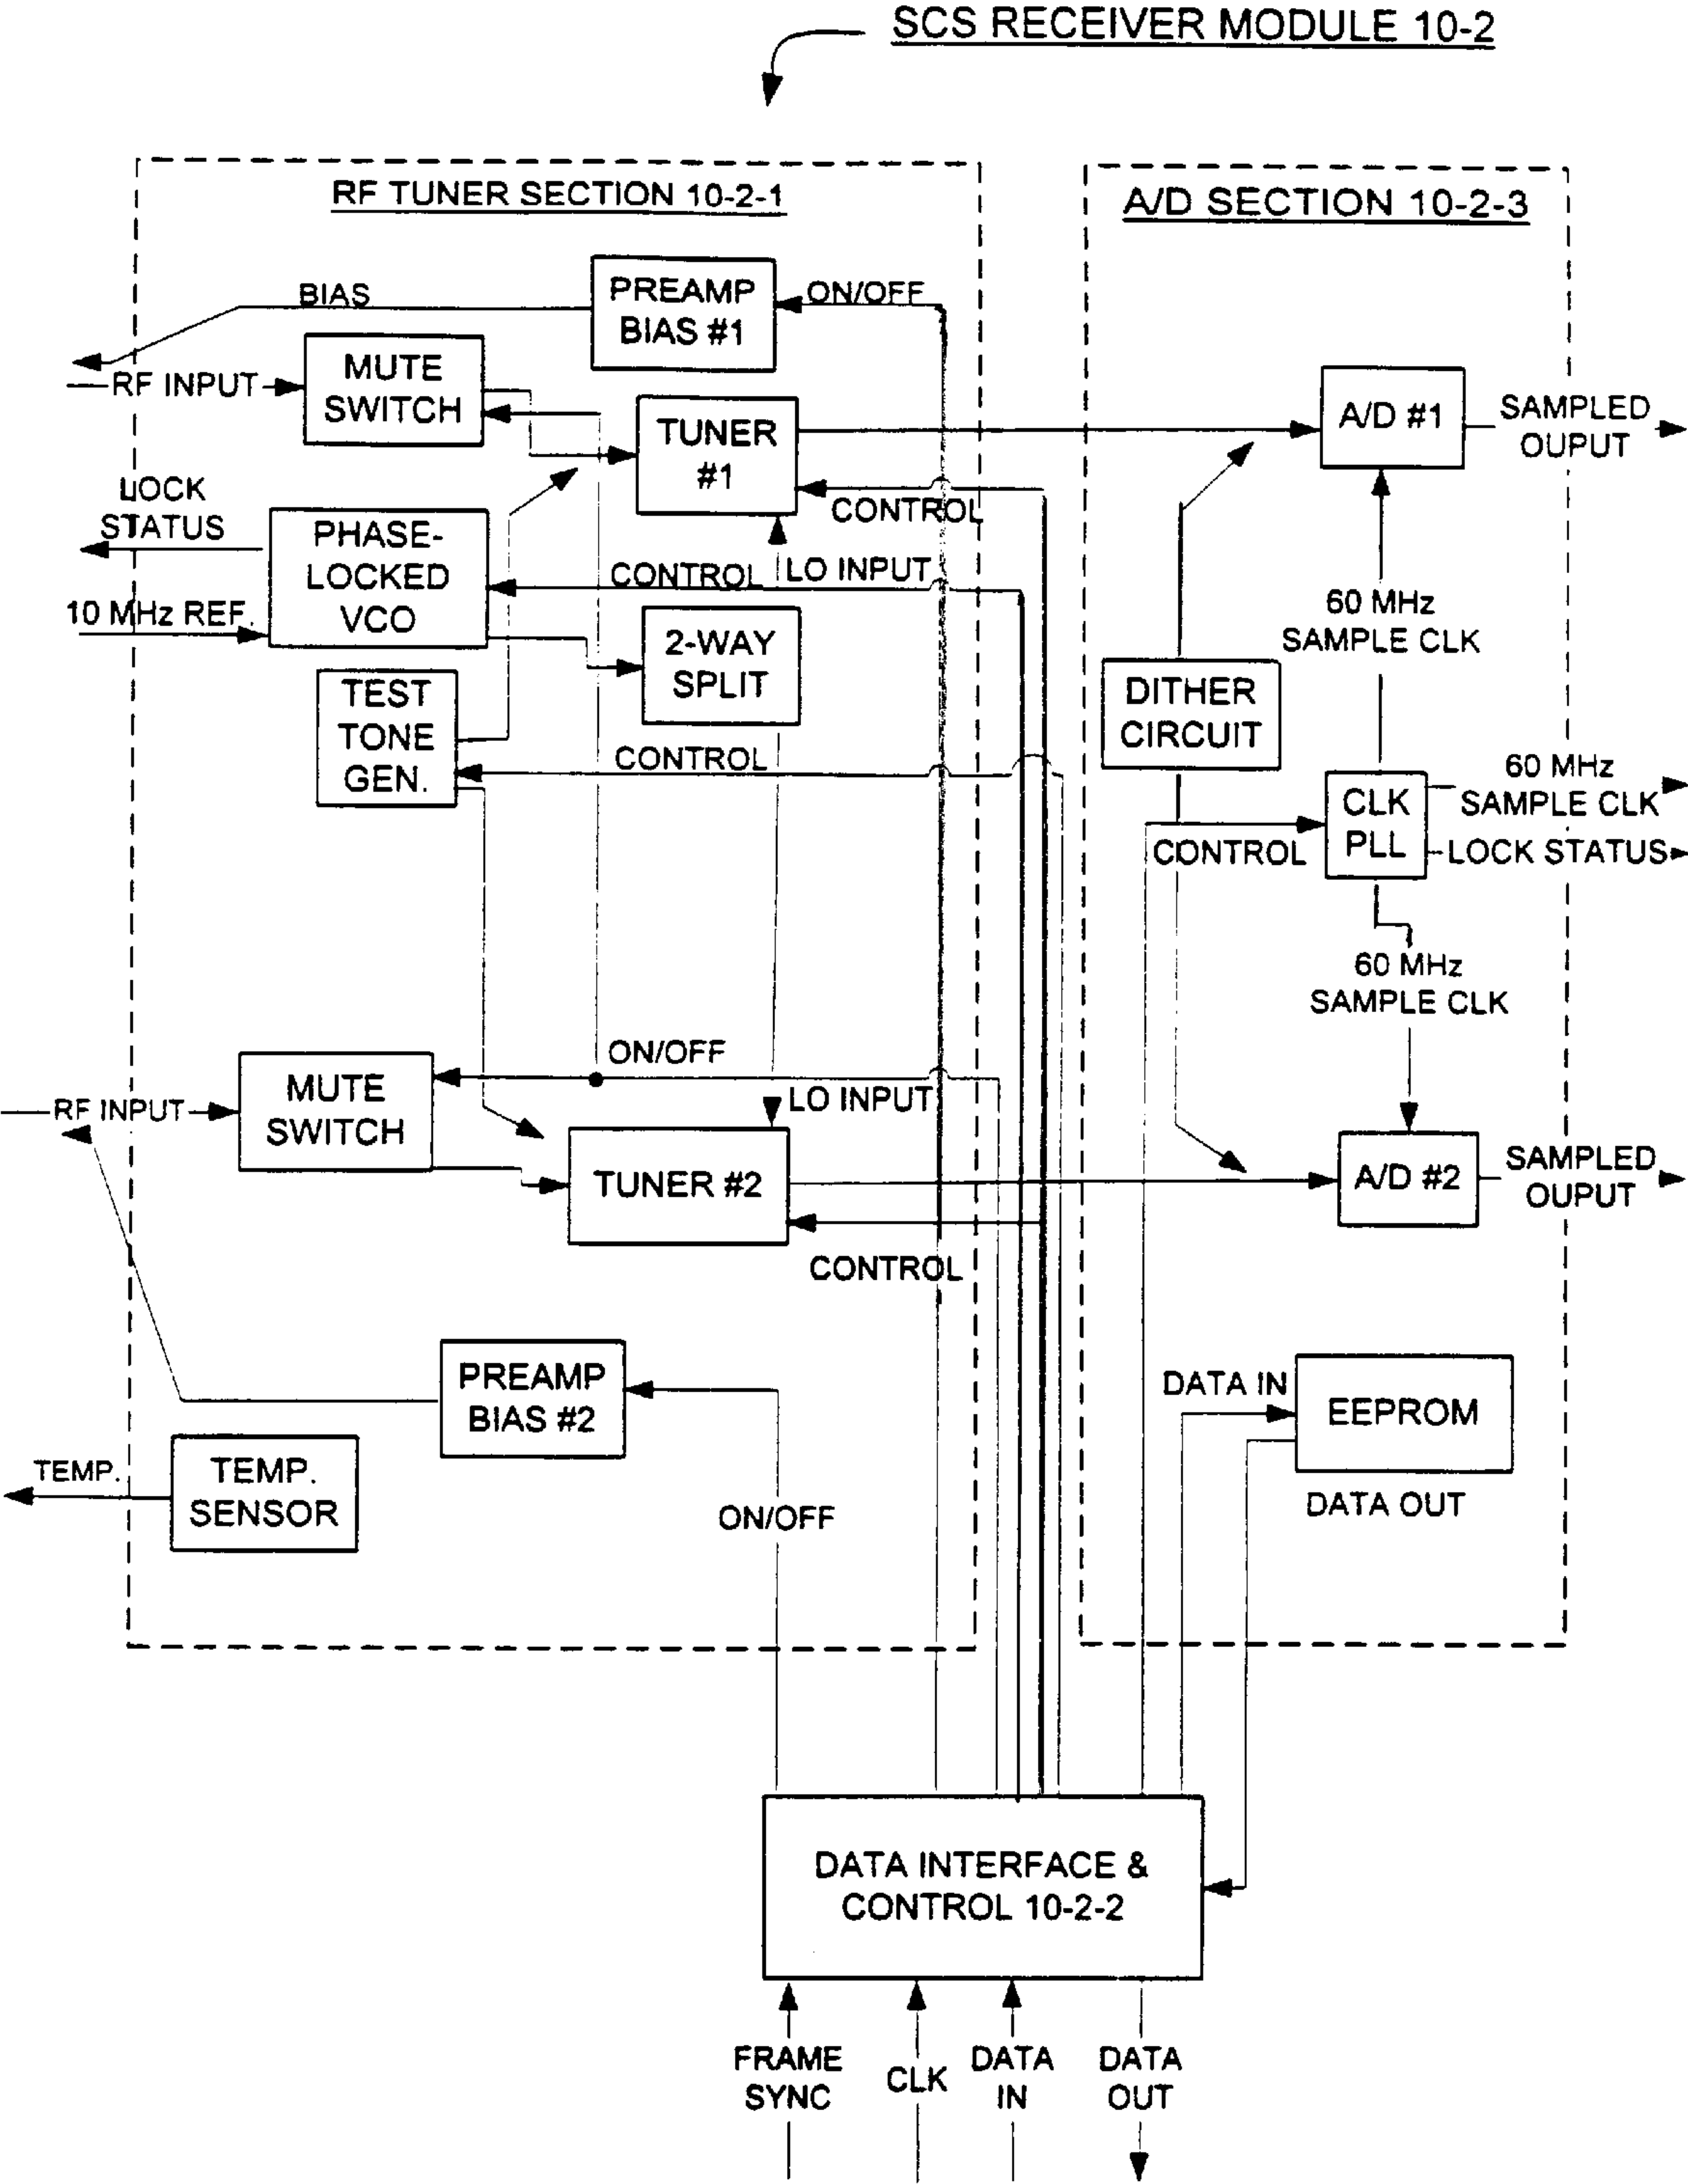 SCS RECEIVER MODULE 10-2
RF TUNER SECTION 10-2-1
A/D SECTION 10-2-3
BIAS
PREAMP
BIAS #1
ON/OFF
RF INPUT
MUTE
SWITCH
TUNER
#1
A/D #1
SAMPLED
OUPUT
LOCK
STATUS
CONTROL
PHASE-
LOCKED
VCO
CONTROL
LO INPUT
10 MHz REF.
60 MHz
SAMPLE CLK
2-WAY
SPLIT
TEST
TONE
GEN.
CONTROL
DITHER
CIRCUIT
CLK
PLL
60 MHz
SAMPLE CLK
LOCK STATUS
CONTROL
60 MHz
SAMPLE CLK
ON/OFF
MUTE
SWITCH
RF INPUT
LO INPUT
TUNER #2
A/D #2
SAMPLED
OUPUT
CONTROL
PREAMP
BIAS #2
DATA IN
EEPROM
DATA OUT
TEMP.
TEMP.
SENSOR
ON/OFF
DATA INTERFACE &
CONTROL 10-2-2
FRAME
SYNC
CLK
DATA
IN
DATA
OUT